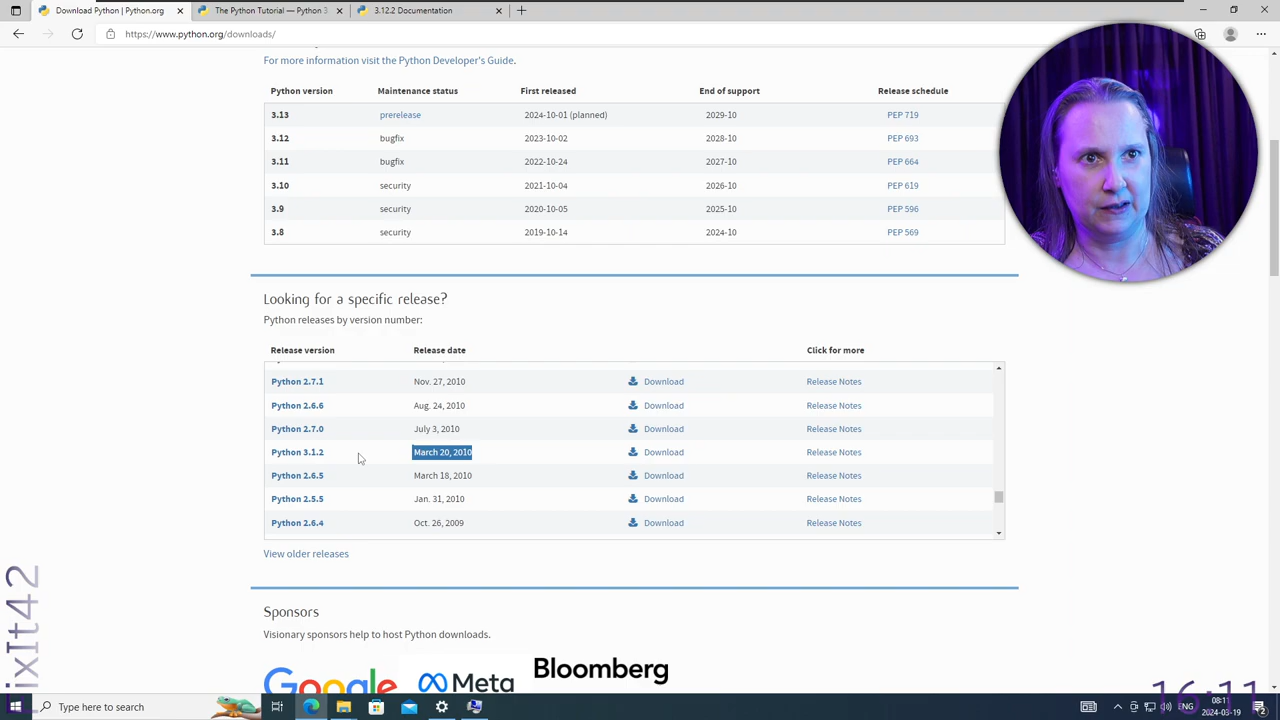 Download Python | Python.org
The Python Tutorial — Python 3
3.12.2 Documentation
https://www.python.org/downloads/
For more information visit the Python Developer's Guide.
Python version Maintenance status First released End of support Release schedule
3.13 prerelease 2024-10-01 (planned) 2029-10 PEP 719
3.12 bugfix 2023-10-02 2028-10 PEP 693
3.11 bugfix 2022-10-24 2027-10 PEP 664
3.10 security 2021-10-04 2026-10 PEP 619
3.9 security 2020-10-05 2025-10 PEP 596
3.8 security 2019-10-14 2024-10 PEP 569
Looking for a specific release?
Python releases by version number:
Release version Release date Click for more
Python 2.7.1 Nov. 27, 2010 Download Release Notes
Python 2.6.6 Aug. 24, 2010 Download Release Notes
Python 2.7.0 July 3, 2010 Download Release Notes
Python 3.1.2 March 20, 2010 Download Release Notes
Python 2.6.5 March 18, 2010 Download Release Notes
Python 2.5.5 Jan. 31, 2010 Download Release Notes
Python 2.6.4 Oct. 26, 2009 Download Release Notes
View older releases
Sponsors
Visionary sponsors help to host Python downloads.
Google Meta Bloomberg
ixIt42
16:11
Type here to search
08:11
2024-03-19
2